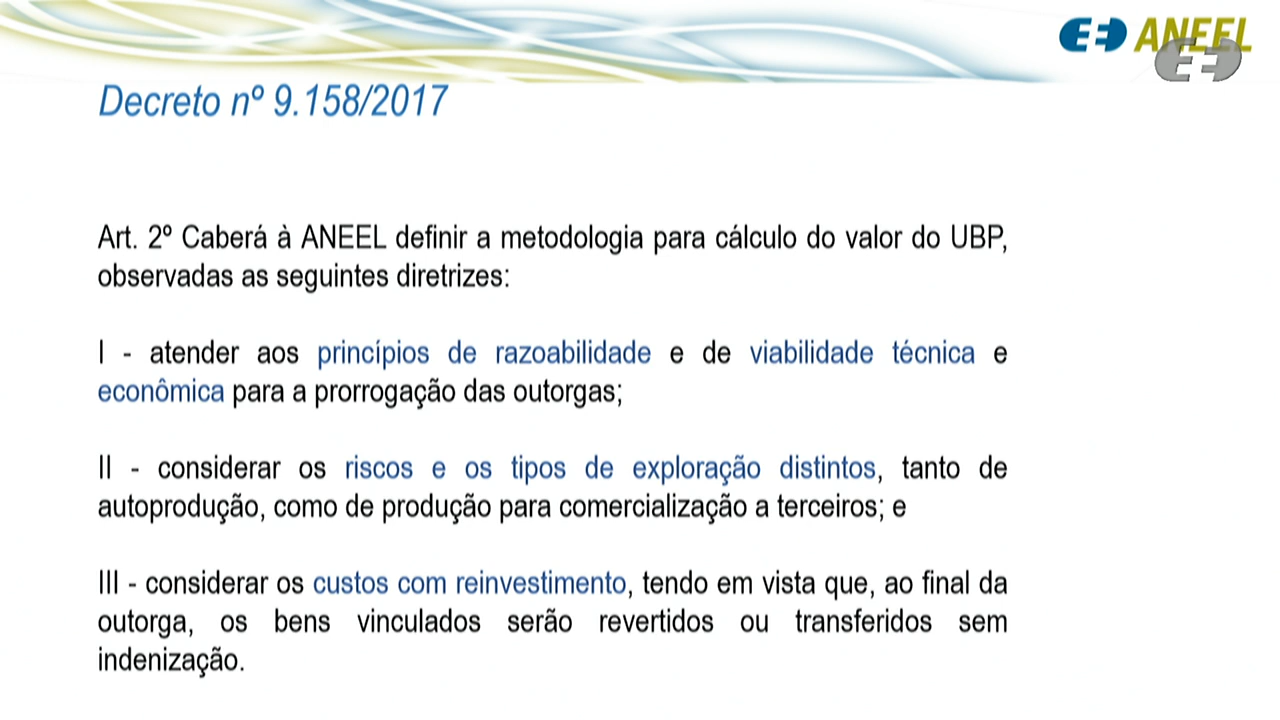 ANEEL
Decreto nº 9.158/2017
Art. 2º Caberá à ANEEL definir a metodologia para cálculo do valor do UBP,
observadas as seguintes diretrizes:
I - atender aos princípios de razoabilidade e de viabilidade técnica e
econômica para a prorrogação das outorgas;
II - considerar os riscos e os tipos de exploração distintos, tanto de
autoprodução, como de produção para comercialização a terceiros; e
III - considerar os custos com reinvestimento, tendo em vista que, ao final da
outorga, os bens vinculados serão revertidos ou transferidos sem
indenização.